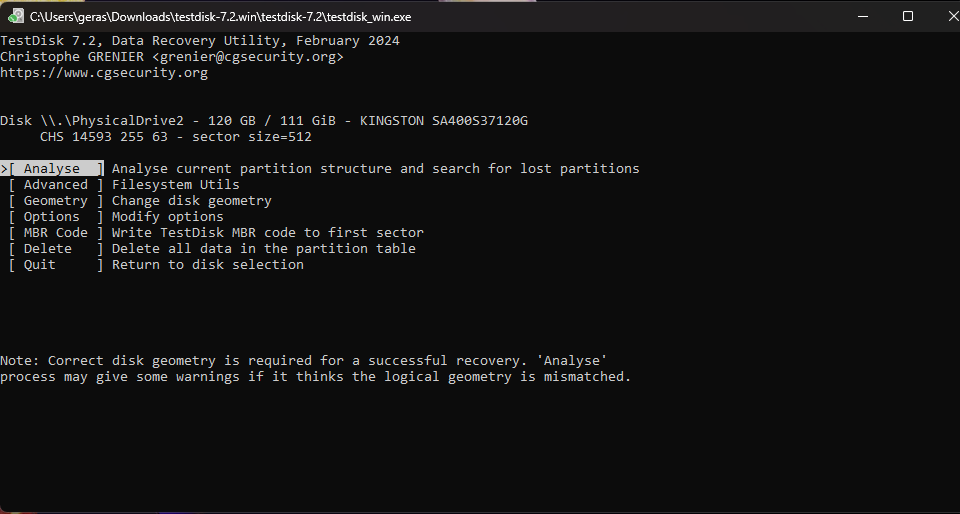 C:\Users\geras\Downloads\testdisk-7.2.win\testdisk-7.2\testdisk_win.exe
TestDisk 7.2, Data Recovery Utility, February 2024
Christophe GRENIER <grenier@cgsecurity.org>
https://www.cgsecurity.org
Disk \\.\PhysicalDrive2 - 120 GB / 111 GiB - KINGSTON SA400S37120G
     CHS 14593 255 63 - sector size=512
>[ Analyse  ] Analyse current partition structure and search for lost partitions
 [ Advanced ] Filesystem Utils
 [ Geometry ] Change disk geometry
 [ Options  ] Modify options
 [ MBR Code ] Write TestDisk MBR code to first sector
 [ Delete   ] Delete all data in the partition table
 [ Quit     ] Return to disk selection
Note: Correct disk geometry is required for a successful recovery. 'Analyse'
process may give some warnings if it thinks the logical geometry is mismatched.